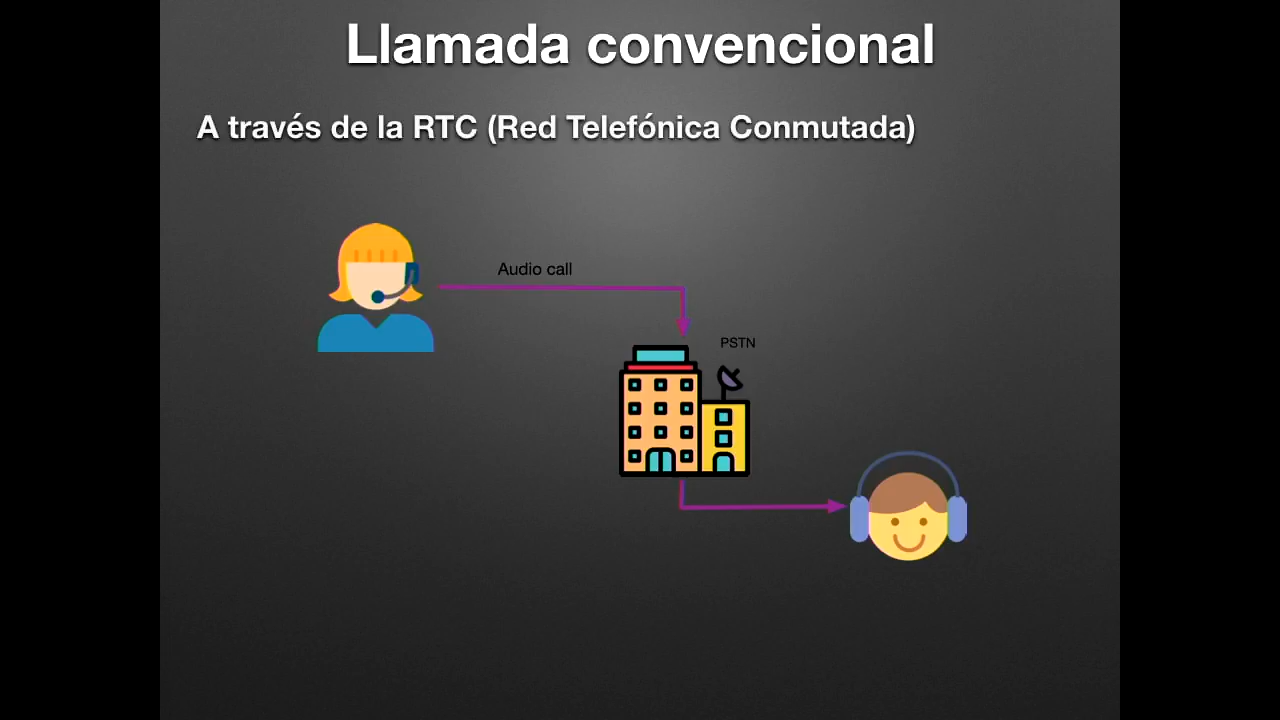 Llamada convencional
A través de la RTC (Red Telefónica Conmutada)
Audio call
PSTN